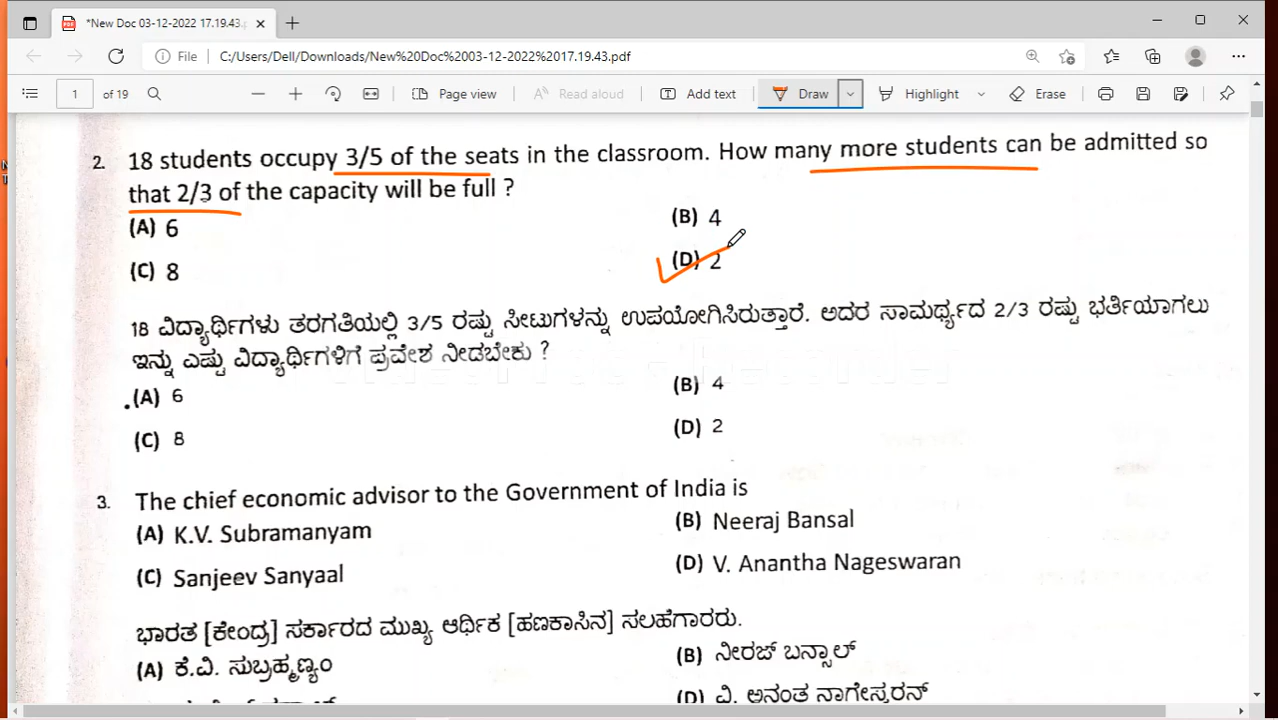 *New Doc 03-12-2022 17.19.43.
File C:/Users/Dell/Downloads/New%20Doc%2003-12-2022%2017.19.43.pdf
1 of 19 Page view Read aloud Add text Draw Highlight Erase
2. 18 students occupy 3/5 of the seats in the classroom. How many more students can be admitted so
that 2/3 of the capacity will be full ?
(A) 6 (B) 4
(C) 8 (D) 2
18 ವಿದ್ಯಾರ್ಥಿಗಳು ತರಗತಿಯಲ್ಲಿ 3/5 ರಷ್ಟು ಸೀಟುಗಳನ್ನು ಉಪಯೋಗಿಸಿರುತ್ತಾರೆ. ಅದರ ಸಾಮರ್ಥ್ಯದ 2/3 ರಷ್ಟು ಭರ್ತಿಯಾಗಲು
ಇನ್ನು ಎಷ್ಟು ವಿದ್ಯಾರ್ಥಿಗಳಿಗೆ ಪ್ರವೇಶ ನೀಡಬೇಕು ?
(A) 6 (B) 4
(C) 8 (D) 2
3. The chief economic advisor to the Government of India is
(A) K.V. Subramanyam (B) Neeraj Bansal
(C) Sanjeev Sanyaal (D) V. Anantha Nageswaran
ಭಾರತ [ಕೇಂದ್ರ] ಸರ್ಕಾರದ ಮುಖ್ಯ ಆರ್ಥಿಕ [ಹಣಕಾಸಿನ] ಸಲಹೆಗಾರರು.
(A) ಕೆ.ವಿ. ಸುಬ್ರಹ್ಮಣ್ಯಂ (B) ನೀರಜ್ ಬನ್ಸಾಲ್
(D) ವಿ. ಅನಂತ ನಾಗೇಸ್ವರನ್